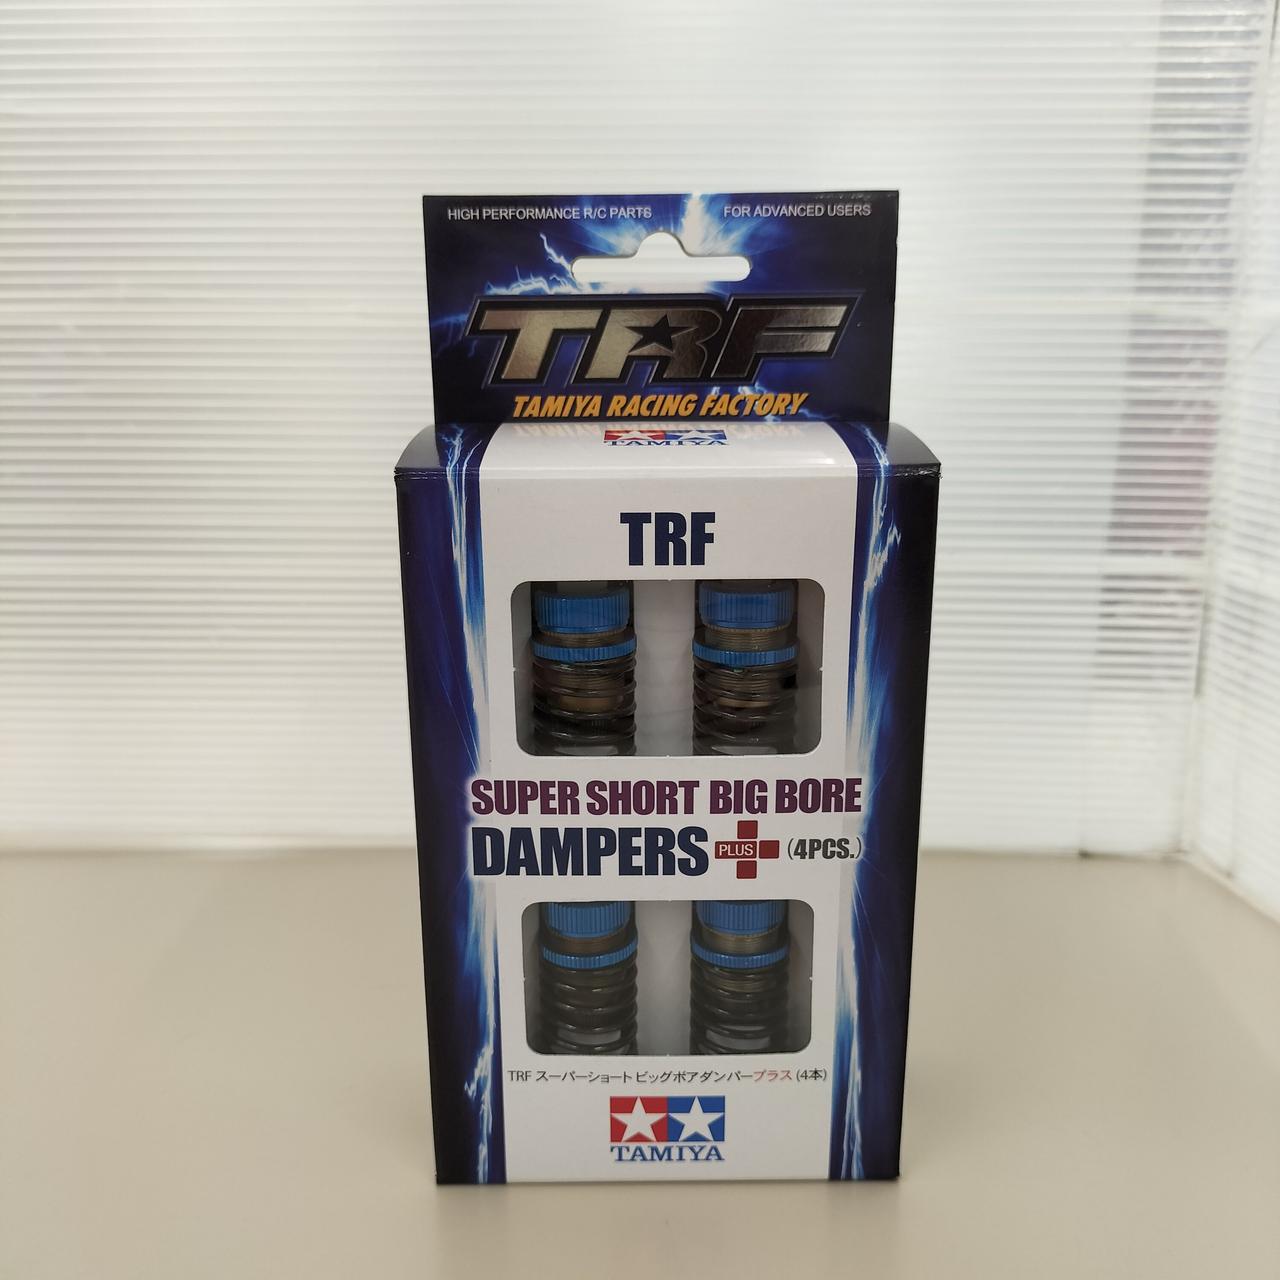 HIGH PERFORMANCE R/C PARTS
FOR ADVANCED USERS
TRF
TAMIYA RACING FACTORY
TAMIYA
TRF
SUPER SHORT BIG BORE
DAMPERS PLUS (4PCS.)
TRF スーパーショートビッグボアダンパープラス (4本)
TAMIYA